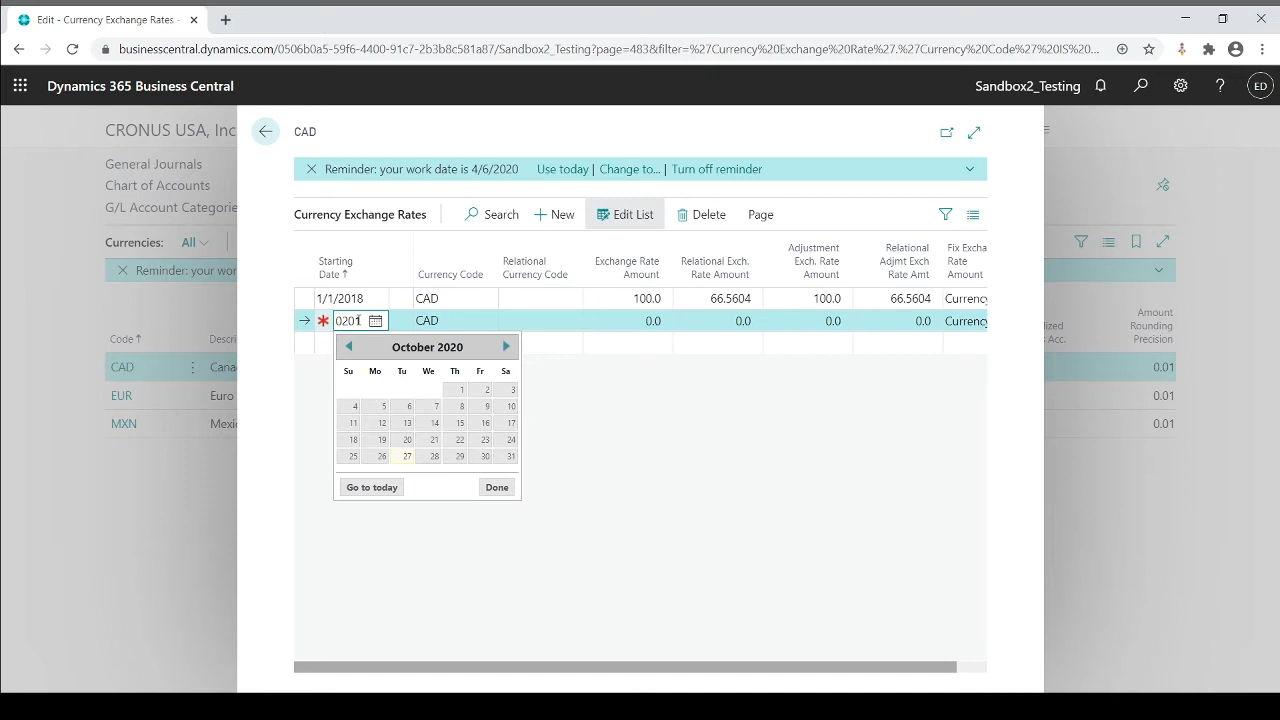 Edit - Currency Exchange Rates -
businesscentral.dynamics.com/0506b0a5-59f6-4400-91c7-2b3b8c581a87/Sandbox2_Testing?page=483&filter=%27Currency%20Exchange%20Rate%27.%27Currency%20Code%27%20IS%20...
Dynamics 365 Business Central
Sandbox2_Testing
ED
CRONUS USA, Inc
General Journals
Chart of Accounts
G/L Account Categorie
Currencies: All
Reminder: your wor
Code ↑ Descri
CAD Cana
EUR Euro
MXN Mexi
CAD
Reminder: your work date is 4/6/2020 Use today | Change to... | Turn off reminder
Currency Exchange Rates Search + New Edit List Delete Page
Starting Date ↑
Currency Code
Relational Currency Code
Exchange Rate Amount
Relational Exch. Rate Amount
Adjustment Exch. Rate Amount
Relational Adjmt Exch Rate Amt
Fix Excha Rate Amount
1/1/2018 CAD 100.0 66.5604 100.0 66.5604 Currency
0201 CAD 0.0 0.0 0.0 0.0 Currency
October 2020
Su Mo Tu We Th Fr Sa
1 2 3
4 5 6 7 8 9 10
11 12 13 14 15 16 17
18 19 20 21 22 23 24
25 26 27 28 29 30 31
Go to today Done
lized Acc.
Amount Rounding Precision
0.01
0.01
0.01